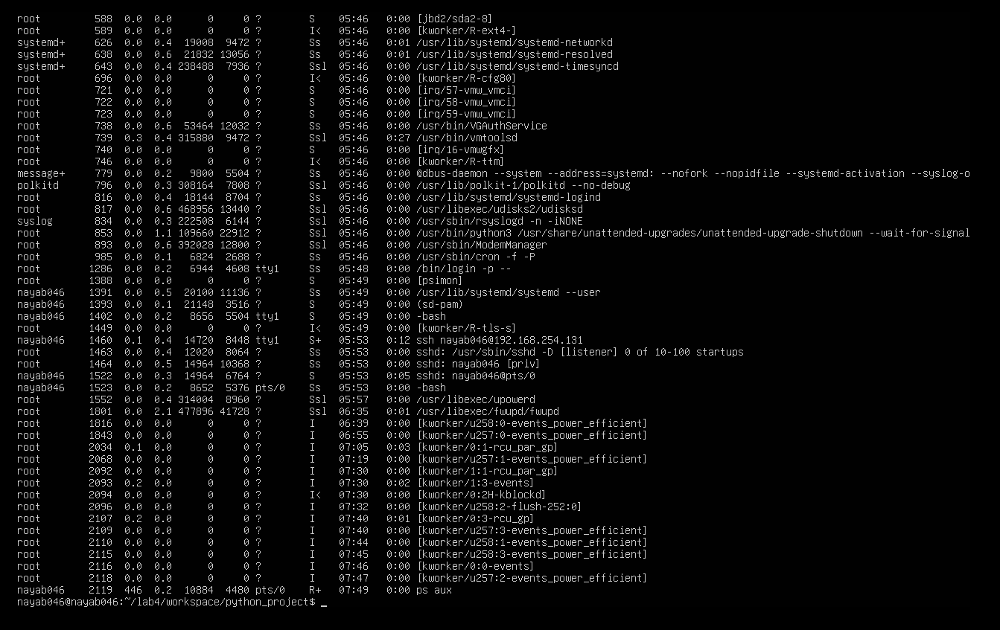 root         588  0.0  0.0      0     0 ?        S    05:46   0:00 [jbd2/sda2-8]
root         589  0.0  0.0      0     0 ?        I<   05:46   0:00 [kworker/R-ext4-]
systemd+     626  0.0  0.4  19008  9472 ?        Ss   05:46   0:01 /usr/lib/systemd/systemd-networkd
systemd+     638  0.0  0.6  21832 13056 ?        Ss   05:46   0:01 /usr/lib/systemd/systemd-resolved
systemd+     643  0.0  0.4 238488  7936 ?        Ssl  05:46   0:00 /usr/lib/systemd/systemd-timesyncd
root         696  0.0  0.0      0     0 ?        I<   05:46   0:00 [kworker/R-cfg80]
root         721  0.0  0.0      0     0 ?        S    05:46   0:00 [irq/57-vmw_vmci]
root         722  0.0  0.0      0     0 ?        S    05:46   0:00 [irq/58-vmw_vmci]
root         723  0.0  0.0      0     0 ?        S    05:46   0:00 [irq/59-vmw_vmci]
root         738  0.0  0.6  53464 12032 ?        Ss   05:46   0:00 /usr/bin/VGAuthService
root         739  0.3  0.4 315880  9472 ?        Ssl  05:46   0:27 /usr/bin/vmtoolsd
root         740  0.0  0.0      0     0 ?        S    05:46   0:00 [irq/16-vmwgfx]
root         746  0.0  0.0      0     0 ?        I<   05:46   0:00 [kworker/R-ttm]
message+     779  0.0  0.2   9800  5504 ?        Ss   05:46   0:00 @dbus-daemon --system --address=systemd: --nofork --nopidfile --systemd-activation --syslog-o
polkitd      796  0.0  0.3 308164  7808 ?        Ssl  05:46   0:00 /usr/lib/polkit-1/polkitd --no-debug
root         816  0.0  0.4  18144  8704 ?        Ss   05:46   0:00 /usr/lib/systemd/systemd-logind
root         817  0.0  0.6 468956 13440 ?        Ssl  05:46   0:00 /usr/libexec/udisks2/udisksd
syslog       834  0.0  0.3 222508  6144 ?        Ssl  05:46   0:00 /usr/sbin/rsyslogd -n -iNONE
root         853  0.0  1.1 109660 22912 ?        Ssl  05:46   0:00 /usr/bin/python3 /usr/share/unattended-upgrades/unattended-upgrade-shutdown --wait-for-signal
root         893  0.0  0.6 392028 12800 ?        Ssl  05:46   0:00 /usr/sbin/ModemManager
root         985  0.0  0.1   6824  2688 ?        Ss   05:46   0:00 /usr/sbin/cron -f -P
root        1286  0.0  0.2   6944  4608 tty1     Ss   05:48   0:00 /bin/login -p --
root        1388  0.0  0.0      0     0 ?        S    05:49   0:00 [psimon]
nayab046    1391  0.0  0.5  20100 11136 ?        Ss   05:49   0:00 /usr/lib/systemd/systemd --user
nayab046    1393  0.0  0.1  21148  3516 ?        S    05:49   0:00 (sd-pam)
nayab046    1402  0.0  0.2   8656  5504 tty1     S    05:49   0:00 -bash
root        1449  0.0  0.0      0     0 ?        I<   05:49   0:00 [kworker/R-tls-s]
nayab046    1460  0.1  0.4  14720  8448 tty1     S+   05:53   0:12 ssh nayab046@192.168.254.131
root        1463  0.0  0.4  12020  8064 ?        Ss   05:53   0:00 sshd: /usr/sbin/sshd -D [listener] 0 of 10-100 startups
root        1464  0.0  0.5  14964 10368 ?        Ss   05:53   0:00 sshd: nayab046 [priv]
nayab046    1522  0.0  0.3  14964  6764 ?        S    05:53   0:05 sshd: nayab046@pts/0
nayab046    1523  0.0  0.2   8652  5376 pts/0    Ss   05:53   0:00 -bash
root        1552  0.0  0.4 314004  8960 ?        Ssl  05:57   0:00 /usr/libexec/upowerd
root        1801  0.0  2.1 477896 41728 ?        Ssl  06:35   0:01 /usr/libexec/fwupd/fwupd
root        1816  0.0  0.0      0     0 ?        I    06:39   0:00 [kworker/u258:0-events_power_efficient]
root        1843  0.0  0.0      0     0 ?        I    06:55   0:00 [kworker/u257:0-events_power_efficient]
root        2034  0.1  0.0      0     0 ?        I    07:05   0:03 [kworker/0:1-rcu_par_gp]
root        2068  0.0  0.0      0     0 ?        I    07:19   0:00 [kworker/u257:1-events_power_efficient]
root        2092  0.0  0.0      0     0 ?        I    07:30   0:00 [kworker/1:1-rcu_par_gp]
root        2093  0.2  0.0      0     0 ?        I    07:30   0:02 [kworker/1:3-events]
root        2094  0.0  0.0      0     0 ?        I<   07:30   0:00 [kworker/0:2H-kblockd]
root        2096  0.0  0.0      0     0 ?        I    07:32   0:00 [kworker/u258:2-flush-252:0]
root        2107  0.2  0.0      0     0 ?        I    07:40   0:01 [kworker/0:3-rcu_gp]
root        2109  0.0  0.0      0     0 ?        I    07:40   0:00 [kworker/u257:3-events_power_efficient]
root        2110  0.0  0.0      0     0 ?        I    07:44   0:00 [kworker/u258:1-events_power_efficient]
root        2115  0.0  0.0      0     0 ?        I    07:45   0:00 [kworker/u258:3-events_power_efficient]
root        2116  0.0  0.0      0     0 ?        I    07:46   0:00 [kworker/0:0-events]
root        2118  0.0  0.0      0     0 ?        I    07:47   0:00 [kworker/u257:2-events_power_efficient]
nayab046    2119  446  0.2  10884  4480 pts/0    R+   07:49   0:00 ps aux
nayab046@nayab046:~/lab4/workspace/python_project$ _